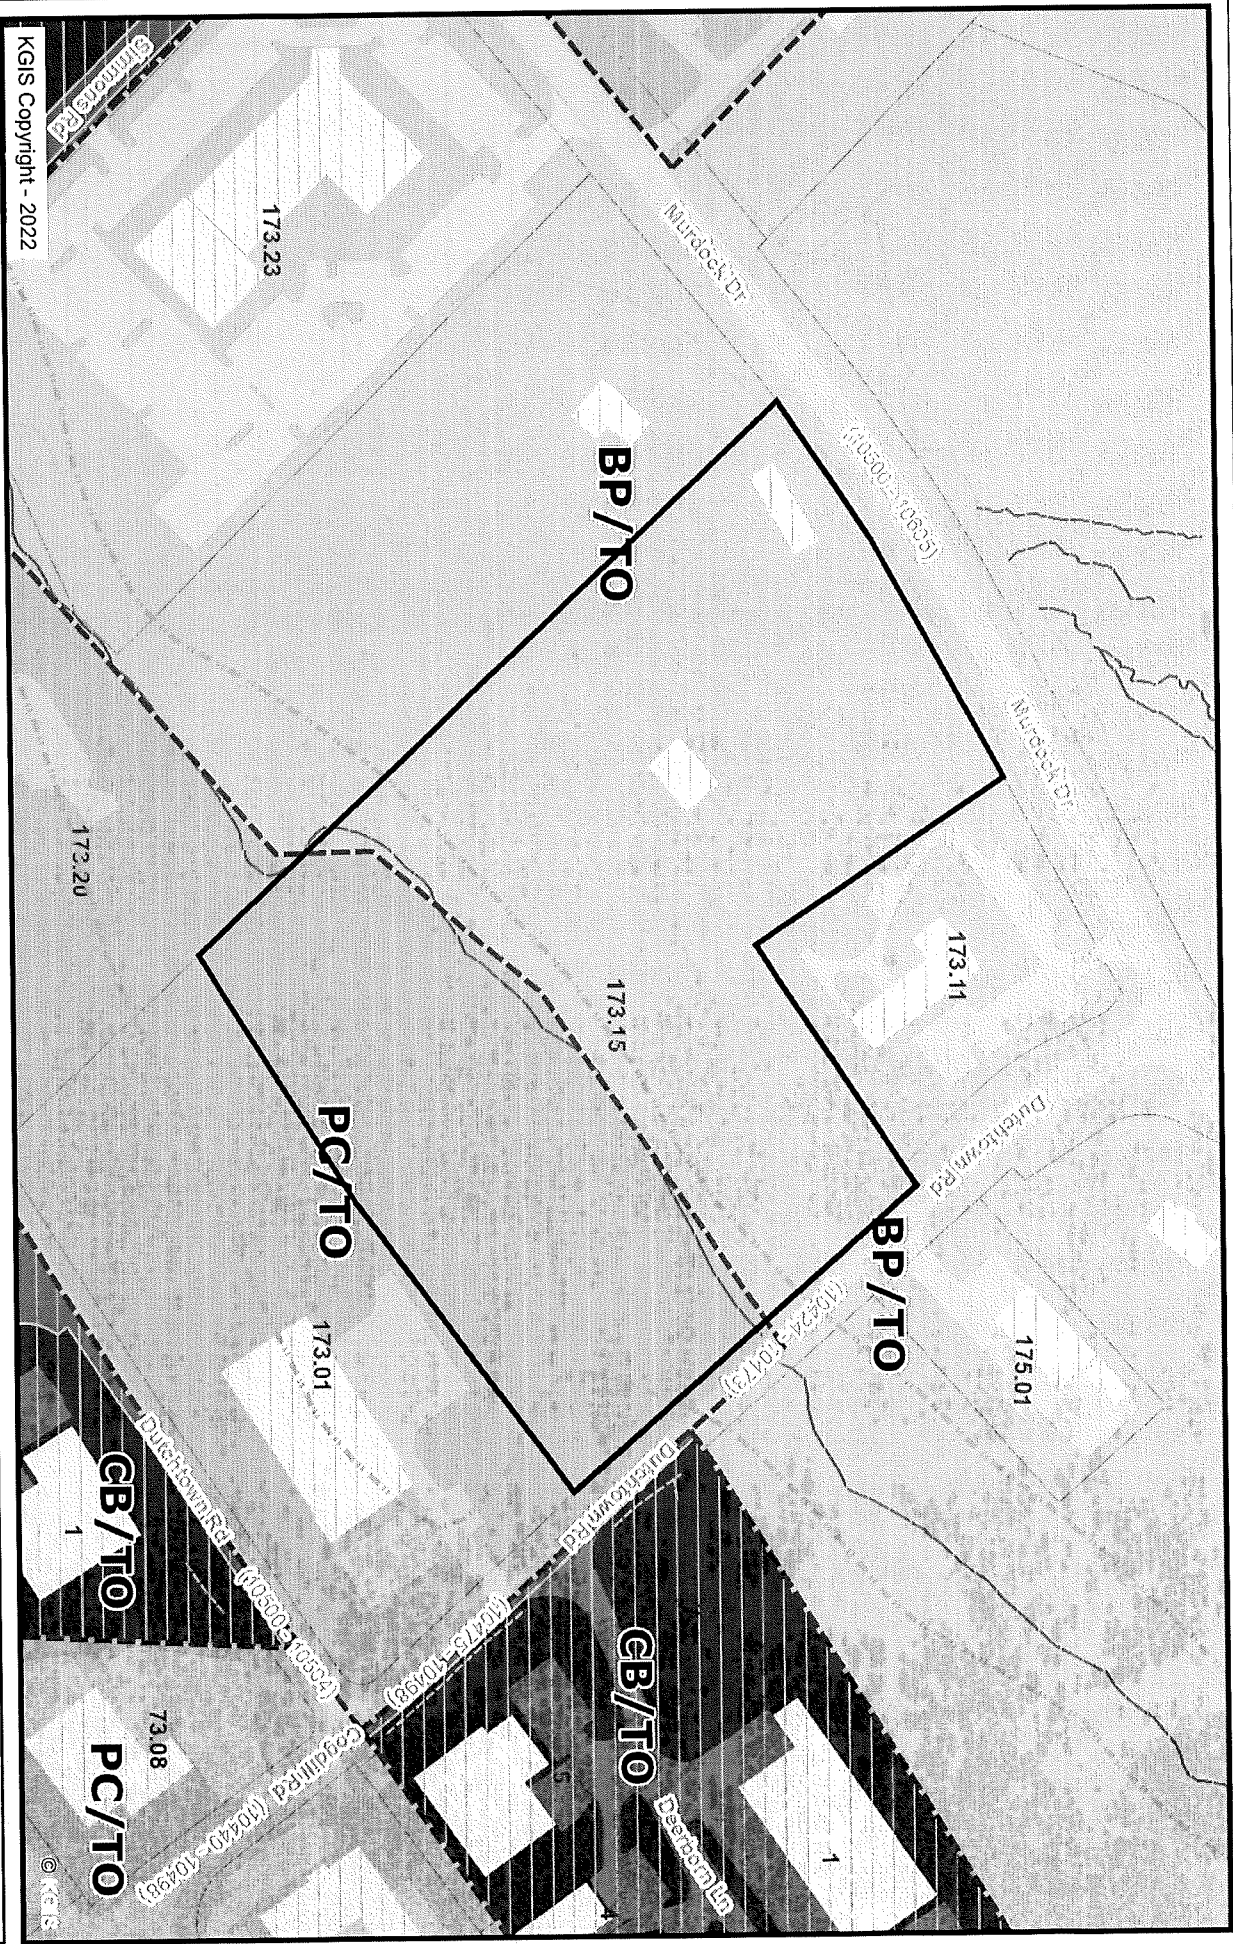 Simmons Rd
KGIS Copyright - 2022
173.23
Murdock Dr
(10500 - 10605)
BP/TO
Murdock Dr
173.11
173.15
173.20
Dutchtown Rd
BP/TO
(10424 - 10473)
175.01
PC/TO
173.01
Dutchtown Rd
(10475 - 10498)
CB/TO
1
Dutchtown Rd
(10500 - 10604)
CB/TO
15
1
Deerborn Ln
4
Cogdill Rd (10440 - 10498)
73.08
PC/TO
© KGIS